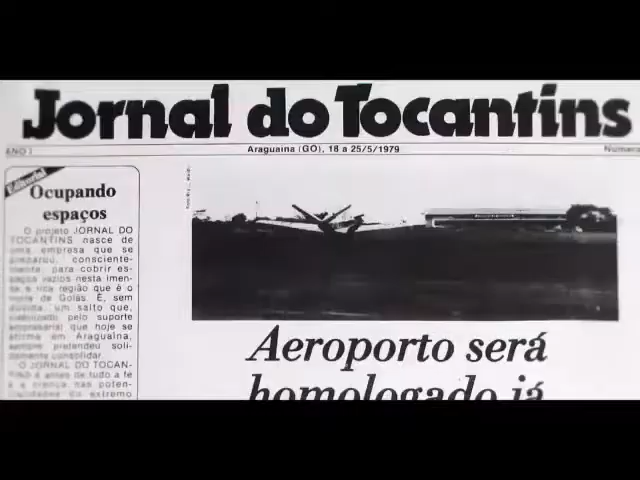 Jornal do Tocantins
ANO I
Araguaína (GO), 18 a 25/5/1979
Número
Editorial
Ocupando
espaços
O projeto JORNAL DO
TOCANTINS nasce de
uma empresa que se
preparou, consciente-
mente, para cobrir es-
paços vazios nesta imen-
sa e rica região que é o
norte de Goiás. E, sem
dúvida, um salto que,
pelo suporte
empresarial que hoje se
firma em Araguaína,
sempre pretendeu soli-
damente consolidar.
O JORNAL DO TOCAN-
TINS é antes de tudo a fé
e a crença nas poten-
cialidades do extremo
Aeroporto será
homologado já